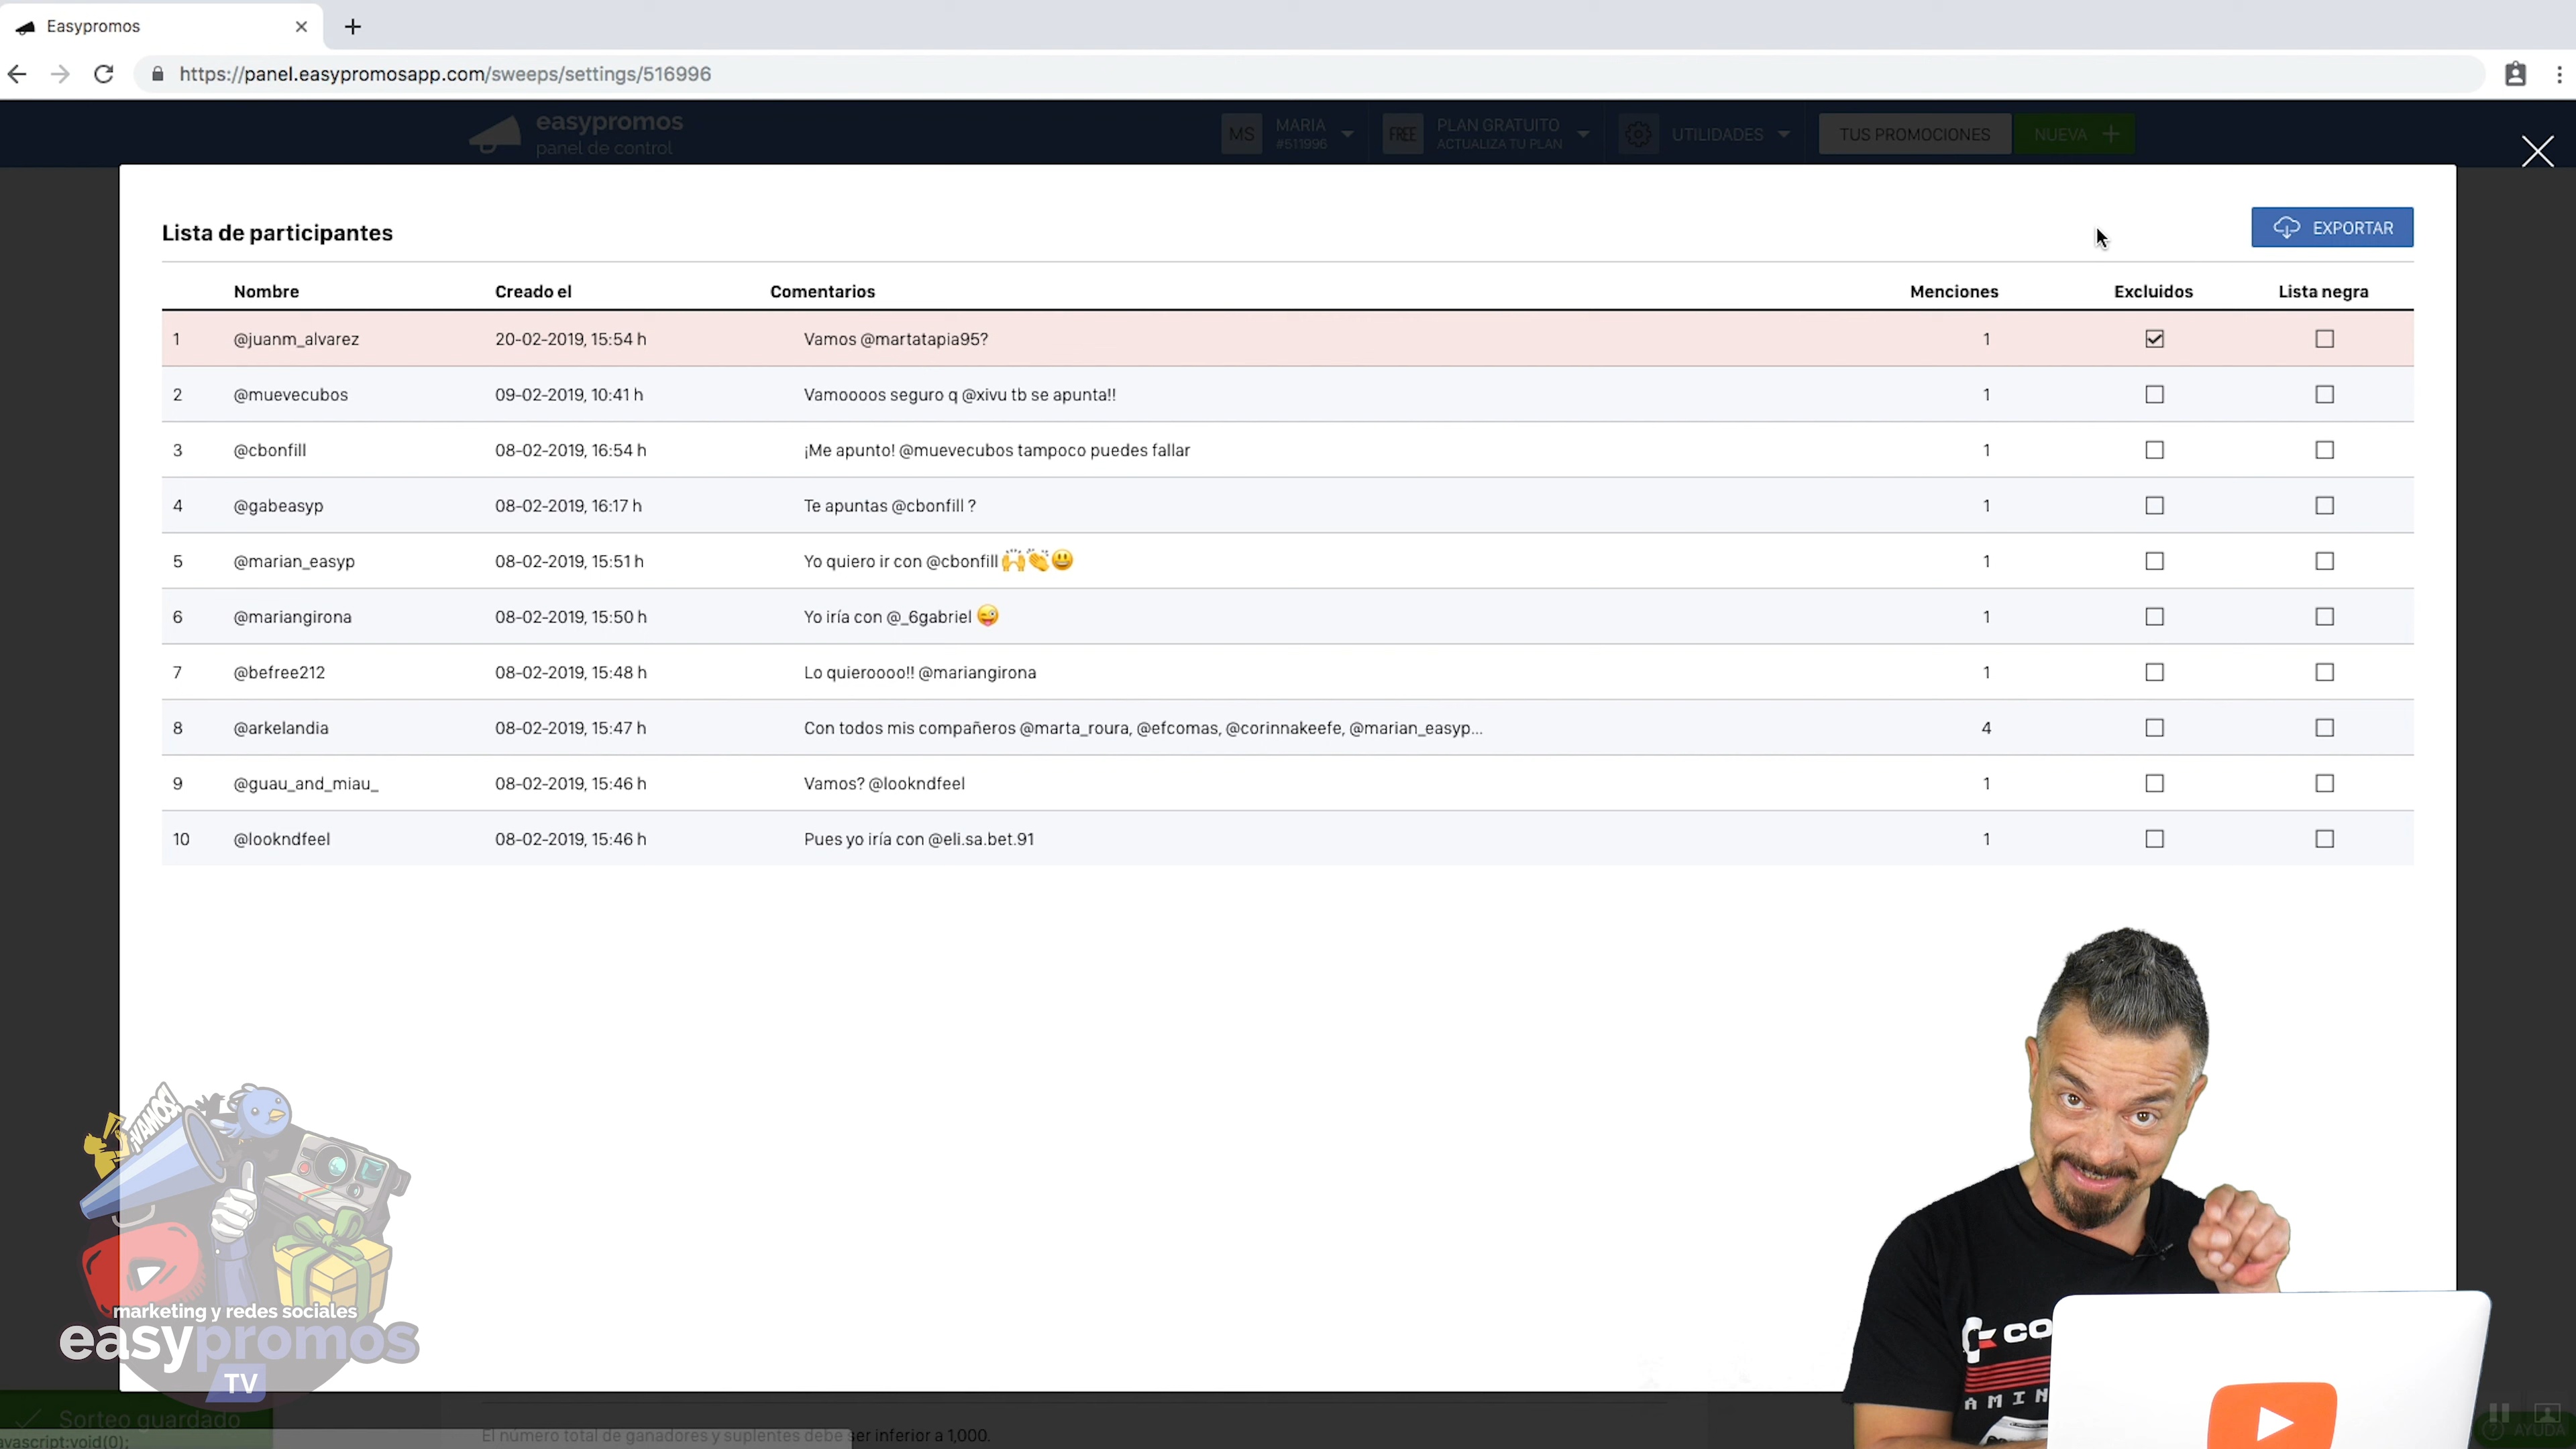 Easypromos
https://panel.easypromosapp.com/sweeps/settings/516996
easypromos
panel de control
MS MARIA
#511996
FREE PLAN GRATUITO
ACTUALIZA TU PLAN
UTILIDADES
TUS PROMOCIONES
NUEVA +
Lista de participantes
EXPORTAR
Nombre Creado el Comentarios Menciones Excluidos Lista negra
1 @juanm_alvarez 20-02-2019, 15:54 h Vamos @martatapia95? 1
2 @muevecubos 09-02-2019, 10:41 h Vamoooos seguro q @xivu tb se apunta!! 1
3 @cbonfill 08-02-2019, 16:54 h ¡Me apunto! @muevecubos tampoco puedes fallar 1
4 @gabeasyp 08-02-2019, 16:17 h Te apuntas @cbonfill ? 1
5 @marian_easyp 08-02-2019, 15:51 h Yo quiero ir con @cbonfill 🙌👏😃 1
6 @mariangirona 08-02-2019, 15:50 h Yo iría con @_6gabriel 😜 1
7 @befree212 08-02-2019, 15:48 h Lo quieroooo!! @mariangirona 1
8 @arkelandia 08-02-2019, 15:47 h Con todos mis compañeros @marta_roura, @efcomas, @corinnakeefe, @marian_easyp... 4
9 @guau_and_miau_ 08-02-2019, 15:46 h Vamos? @lookndfeel 1
10 @lookndfeel 08-02-2019, 15:46 h Pues yo iría con @eli.sa.bet.91 1
¡VAMOS!
marketing y redes sociales
easypromos
TV
CO
AMIN
Sorteo guardado
avascript:void(0);
El número total de ganadores y suplentes debe ser inferior a 1,000.
AYUDA